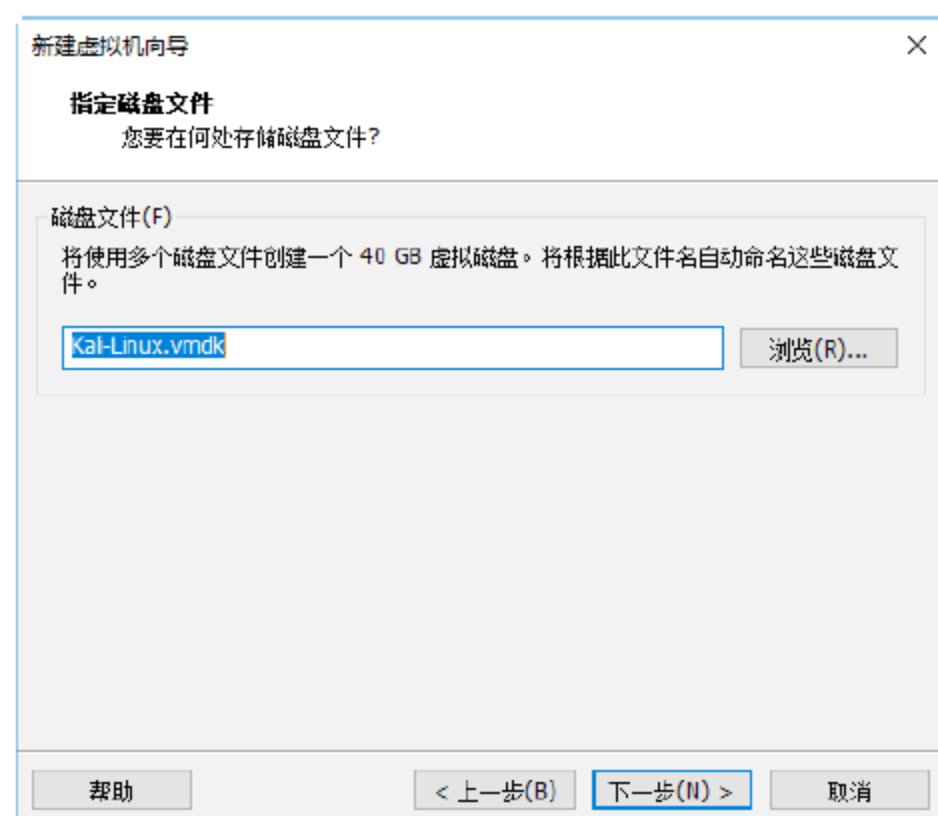 新建虚拟机向导
指定磁盘文件
您要在何处存储磁盘文件?
磁盘文件(F)
将使用多个磁盘文件创建一个 40 GB 虚拟磁盘。将根据此文件名自动命名这些磁盘文
件。
Kali-Linux.vmdk
浏览(R)...
帮助
< 上一步(B)
下一步(N) >
取消